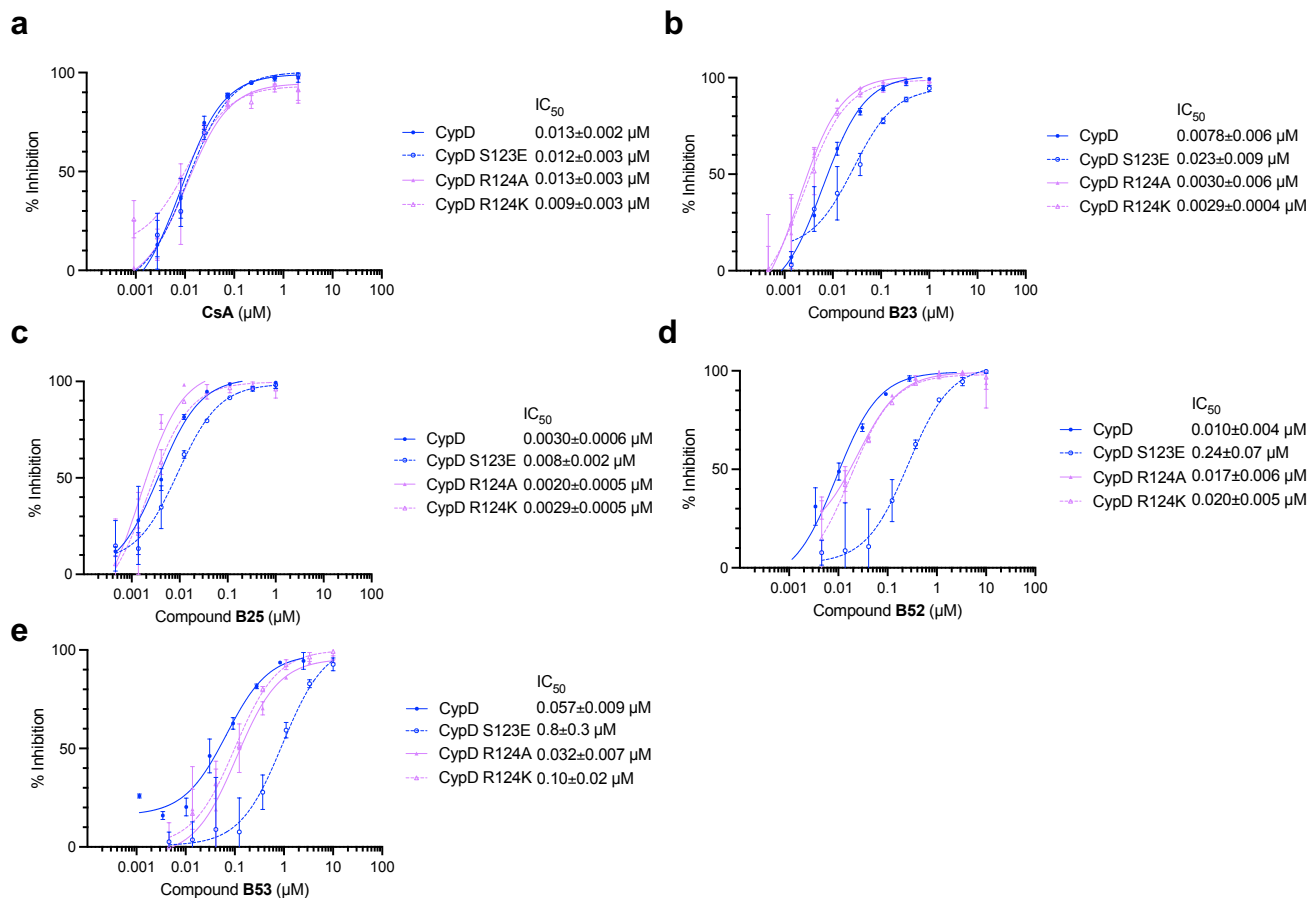 a
100
50
0
% Inhibition
0.001 0.01 0.1 1 10 100
CsA (µM)
IC50
CypD 0.013±0.002 µM
CypD S123E 0.012±0.003 µM
CypD R124A 0.013±0.003 µM
CypD R124K 0.009±0.003 µM
b
100
50
0
% Inhibition
0.001 0.01 0.1 1 10 100
Compound B23 (µM)
IC50
CypD 0.0078±0.006 µM
CypD S123E 0.023±0.009 µM
CypD R124A 0.0030±0.006 µM
CypD R124K 0.0029±0.0004 µM
c
100
50
0
% Inhibition
0.001 0.01 0.1 1 10 100
Compound B25 (µM)
IC50
CypD 0.0030±0.0006 µM
CypD S123E 0.008±0.002 µM
CypD R124A 0.0020±0.0005 µM
CypD R124K 0.0029±0.0005 µM
d
100
50
0
% Inhibition
0.001 0.01 0.1 1 10 100
Compound B52 (µM)
IC50
CypD 0.010±0.004 µM
CypD S123E 0.24±0.07 µM
CypD R124A 0.017±0.006 µM
CypD R124K 0.020±0.005 µM
e
100
50
0
% Inhibition
0.001 0.01 0.1 1 10 100
Compound B53 (µM)
IC50
CypD 0.057±0.009 µM
CypD S123E 0.8±0.3 µM
CypD R124A 0.032±0.007 µM
CypD R124K 0.10±0.02 µM